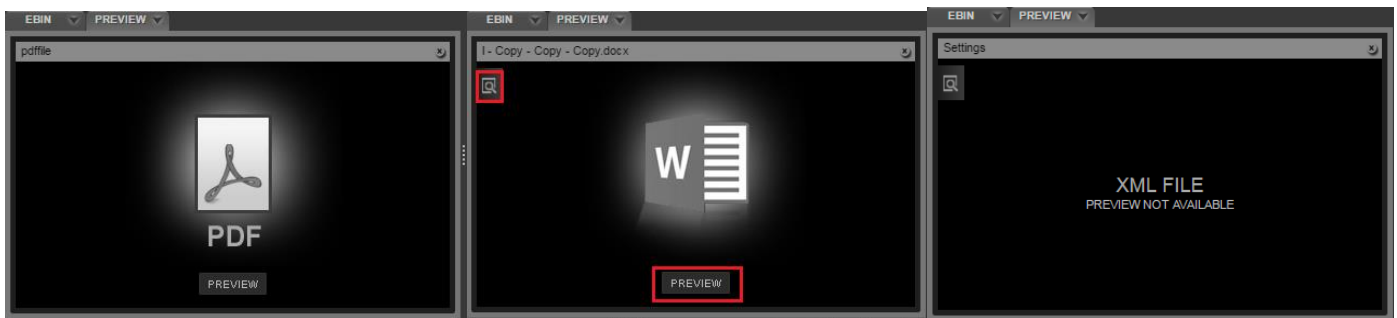 EBIN PREVIEW
pdffile
PDF
PREVIEW
EBIN PREVIEW
I - Copy - Copy - Copy.docx
W
PREVIEW
EBIN PREVIEW
Settings
XML FILE
PREVIEW NOT AVAILABLE